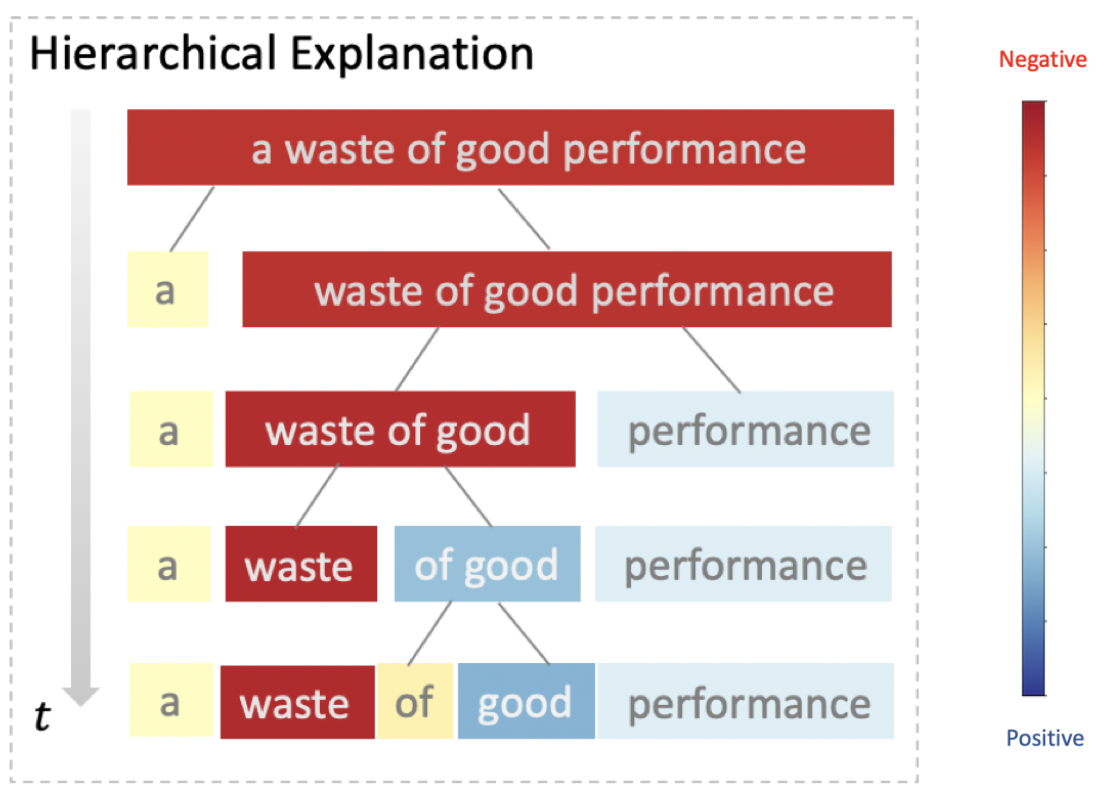 Hierarchical Explanation
Negative
a waste of good performance
a
waste of good performance
a
waste of good
performance
a
waste
of good
performance
a
waste
of
good
performance
t
Positive